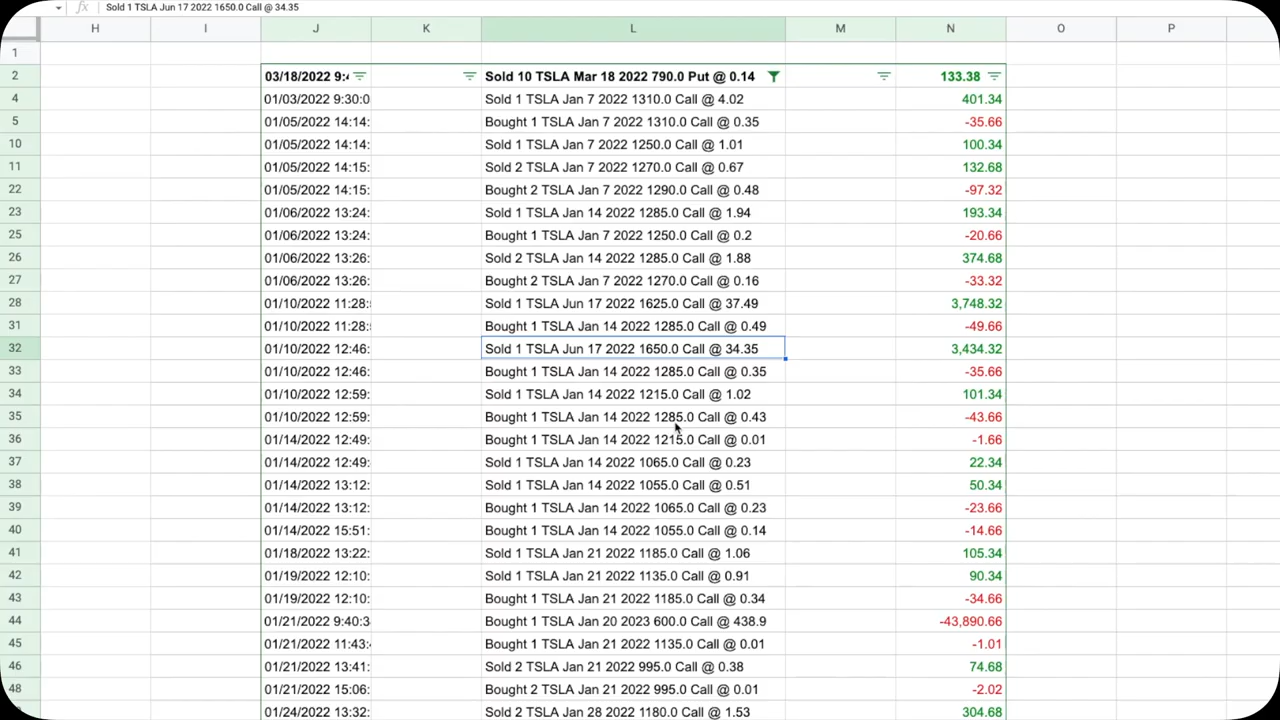 fx Sold 1 TSLA Jun 17 2022 1650.0 Call @ 34.35
H I J K L M N O P
1
2 03/18/2022 9:4 Sold 10 TSLA Mar 18 2022 790.0 Put @ 0.14 133.38
4 01/03/2022 9:30:0 Sold 1 TSLA Jan 7 2022 1310.0 Call @ 4.02 401.34
5 01/05/2022 14:14: Bought 1 TSLA Jan 7 2022 1310.0 Call @ 0.35 -35.66
10 01/05/2022 14:14: Sold 1 TSLA Jan 7 2022 1250.0 Call @ 1.01 100.34
11 01/05/2022 14:15: Sold 2 TSLA Jan 7 2022 1270.0 Call @ 0.67 132.68
22 01/05/2022 14:15: Bought 2 TSLA Jan 7 2022 1290.0 Call @ 0.48 -97.32
23 01/06/2022 13:24: Sold 1 TSLA Jan 14 2022 1285.0 Call @ 1.94 193.34
25 01/06/2022 13:24: Bought 1 TSLA Jan 7 2022 1250.0 Call @ 0.2 -20.66
26 01/06/2022 13:26: Sold 2 TSLA Jan 14 2022 1285.0 Call @ 1.88 374.68
27 01/06/2022 13:26: Bought 2 TSLA Jan 7 2022 1270.0 Call @ 0.16 -33.32
28 01/10/2022 11:28: Sold 1 TSLA Jun 17 2022 1625.0 Call @ 37.49 3,748.32
31 01/10/2022 11:28: Bought 1 TSLA Jan 14 2022 1285.0 Call @ 0.49 -49.66
32 01/10/2022 12:46: Sold 1 TSLA Jun 17 2022 1650.0 Call @ 34.35 3,434.32
33 01/10/2022 12:46: Bought 1 TSLA Jan 14 2022 1285.0 Call @ 0.35 -35.66
34 01/10/2022 12:59: Sold 1 TSLA Jan 14 2022 1215.0 Call @ 1.02 101.34
35 01/10/2022 12:59: Bought 1 TSLA Jan 14 2022 1285.0 Call @ 0.43 -43.66
36 01/14/2022 12:49: Bought 1 TSLA Jan 14 2022 1215.0 Call @ 0.01 -1.66
37 01/14/2022 12:49: Sold 1 TSLA Jan 14 2022 1065.0 Call @ 0.23 22.34
38 01/14/2022 13:12: Sold 1 TSLA Jan 14 2022 1055.0 Call @ 0.51 50.34
39 01/14/2022 13:12: Bought 1 TSLA Jan 14 2022 1065.0 Call @ 0.23 -23.66
40 01/14/2022 15:51: Bought 1 TSLA Jan 14 2022 1055.0 Call @ 0.14 -14.66
41 01/18/2022 13:22: Sold 1 TSLA Jan 21 2022 1185.0 Call @ 1.06 105.34
42 01/19/2022 12:10: Sold 1 TSLA Jan 21 2022 1135.0 Call @ 0.91 90.34
43 01/19/2022 12:10: Bought 1 TSLA Jan 21 2022 1185.0 Call @ 0.34 -34.66
44 01/21/2022 9:40:3 Bought 1 TSLA Jan 20 2023 600.0 Call @ 438.9 -43,890.66
45 01/21/2022 11:43: Bought 1 TSLA Jan 21 2022 1135.0 Call @ 0.01 -1.01
46 01/21/2022 13:41: Sold 2 TSLA Jan 21 2022 995.0 Call @ 0.38 74.68
48 01/21/2022 15:06: Bought 2 TSLA Jan 21 2022 995.0 Call @ 0.01 -2.02
01/24/2022 13:32: Sold 2 TSLA Jan 28 2022 1180.0 Call @ 1.53 304.68